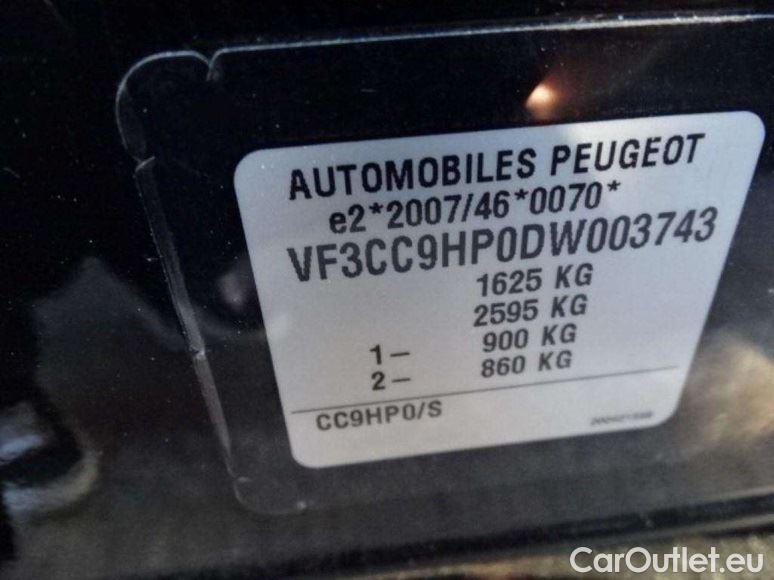 AUTOMOBILES PEUGEOT
e2*2007/46*0070*
VF3CC9HP0DW003743
1625 KG
2595 KG
1– 900 KG
2– 860 KG
CC9HP0/S
CarOutlet.eu